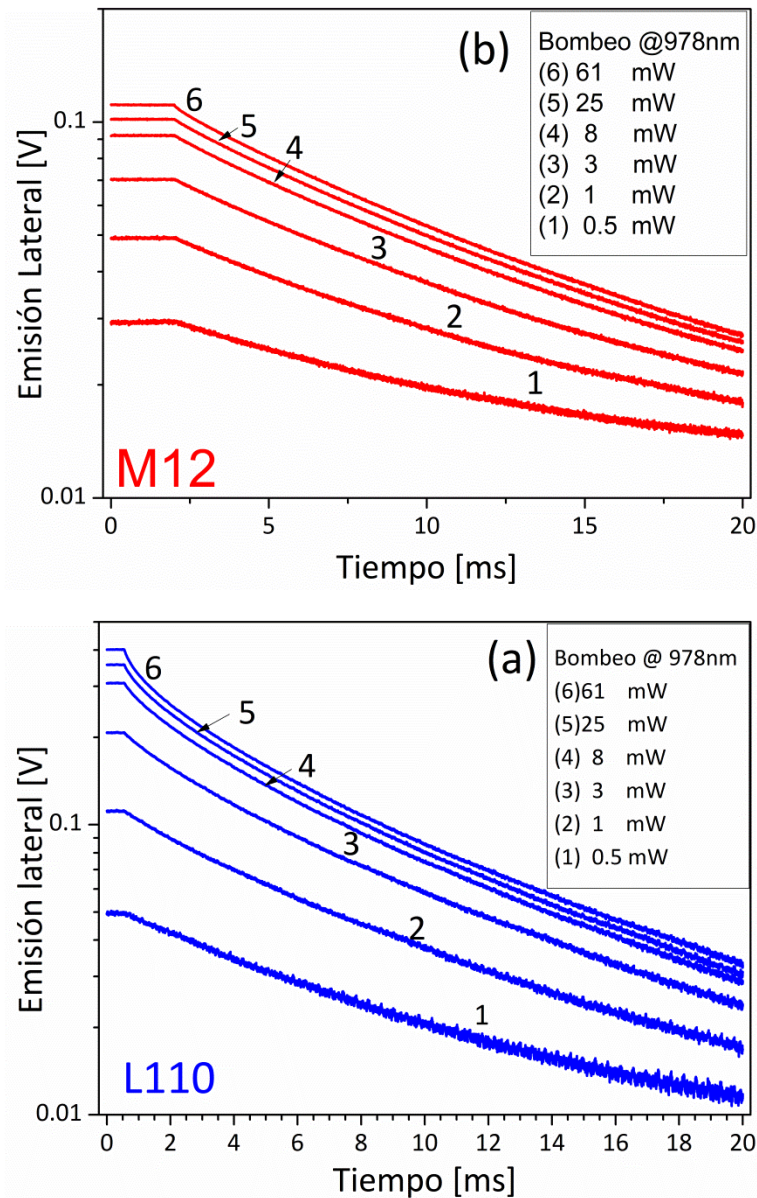 (b)
Bombeo @978nm
(6) 61 mW
(5) 25 mW
(4) 8 mW
(3) 3 mW
(2) 1 mW
(1) 0.5 mW
6
5
4
3
2
1
0.1
0.01
Emisión Lateral [V]
M12
0 5 10 15 20
Tiempo [ms]
(a)
Bombeo @ 978nm
(6)61 mW
(5)25 mW
(4) 8 mW
(3) 3 mW
(2) 1 mW
(1) 0.5 mW
6
5
4
3
2
1
0.1
0.01
Emisión lateral [V]
L110
0 2 4 6 8 10 12 14 16 18 20
Tiempo [ms]